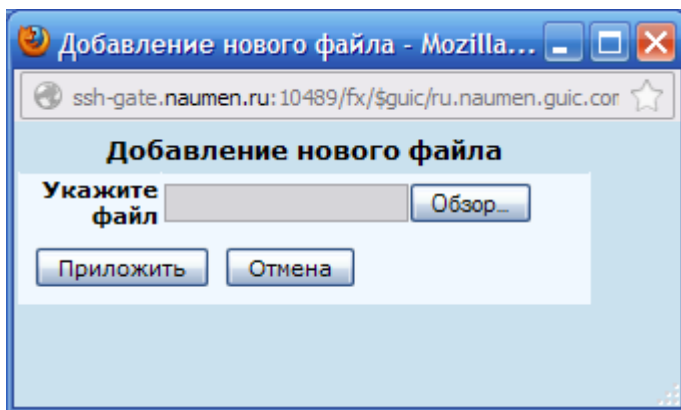 Добавление нового файла - Mozilla...
ssh-gate.naumen.ru:10489/fx/$guic/ru.naumen.guic.cor
Добавление нового файла
Укажите
файл
Обзор...
Приложить Отмена